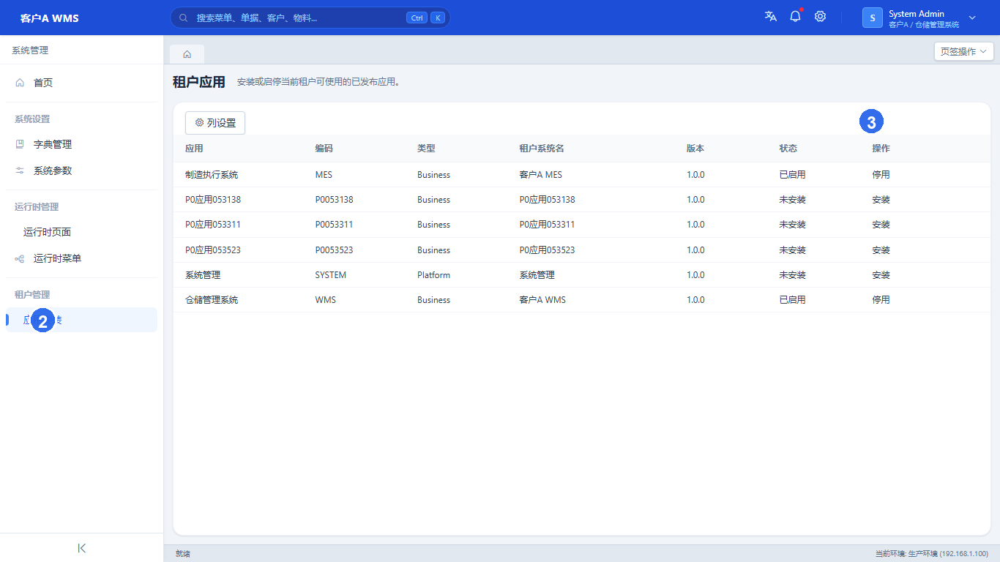 客户A WMS
搜索菜单、单据、客户、物料...
Ctrl K
S
System Admin
客户A / 仓储管理系统
系统管理
页签操作
首页
系统设置
字典管理
系统参数
运行时管理
运行时页面
运行时菜单
租户管理
2
租户应用 安装或启停当前租户可使用的已发布应用。
列设置
3
应用 编码 类型 租户系统名 版本 状态 操作
制造执行系统 MES Business 客户A MES 1.0.0 已启用 停用
P0应用053138 P0053138 Business P0应用053138 1.0.0 未安装 安装
P0应用053311 P0053311 Business P0应用053311 1.0.0 未安装 安装
P0应用053523 P0053523 Business P0应用053523 1.0.0 未安装 安装
系统管理 SYSTEM Platform 系统管理 1.0.0 未安装 安装
仓储管理系统 WMS Business 客户A WMS 1.0.0 已启用 停用
就绪
当前环境: 生产环境 (192.168.1.100)